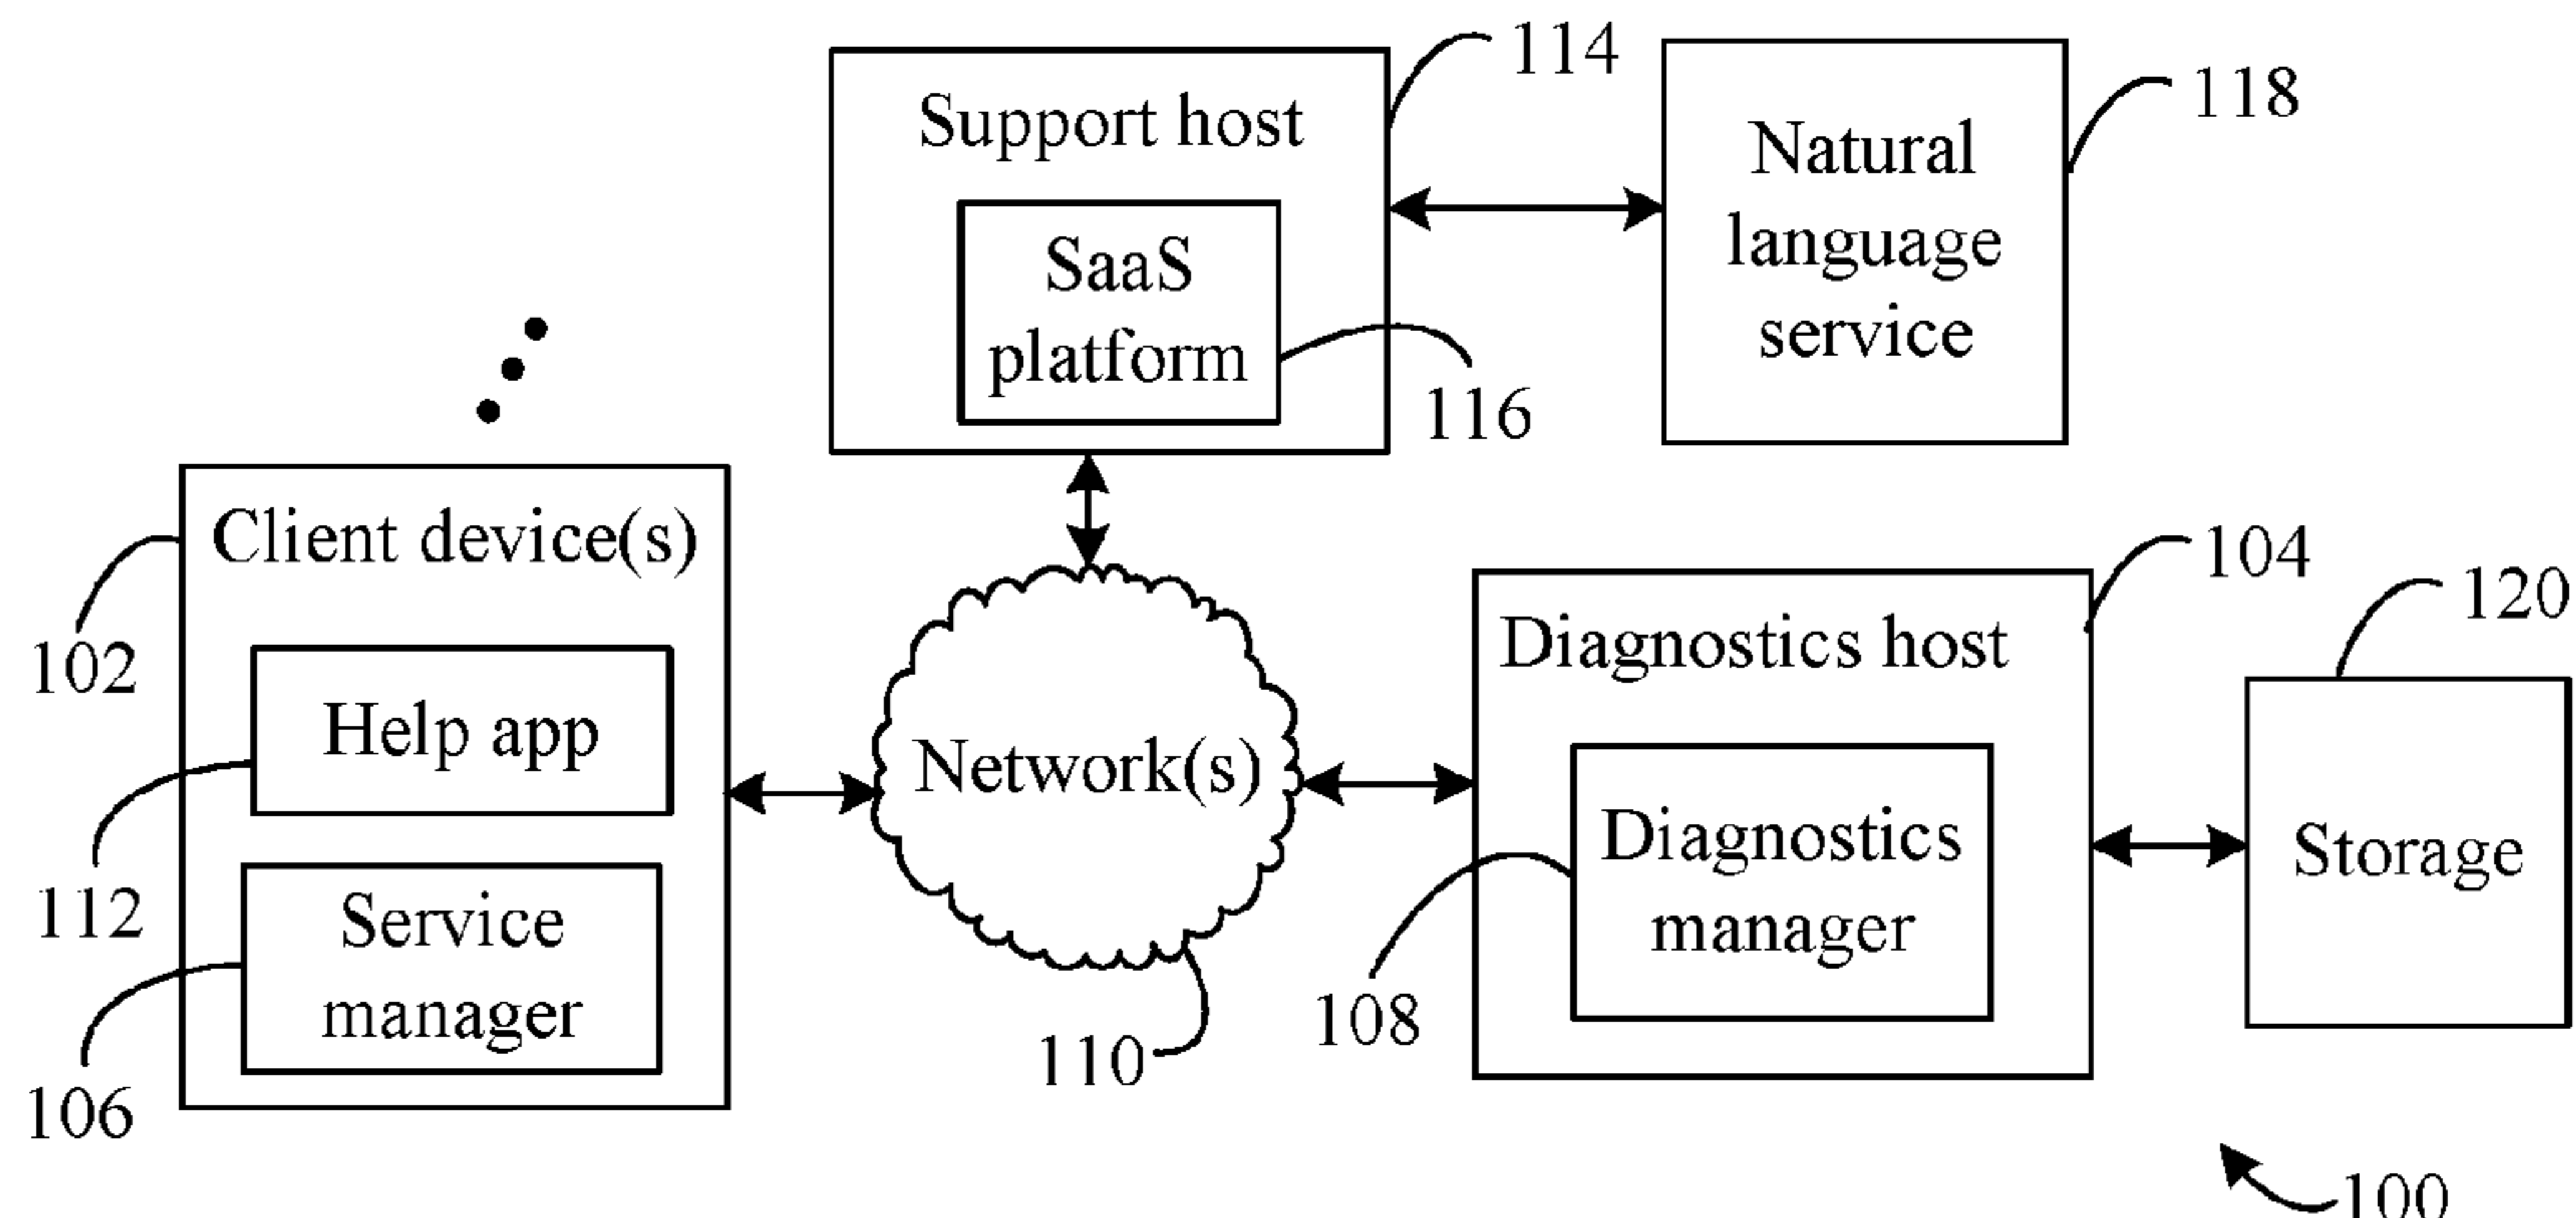 114
Support host
118
Natural
language
service
SaaS
platform
116
Client device(s)
104
Diagnostics host
120
102
Help app
Network(s)
Diagnostics
manager
Storage
112
Service
manager
108
110
106
100